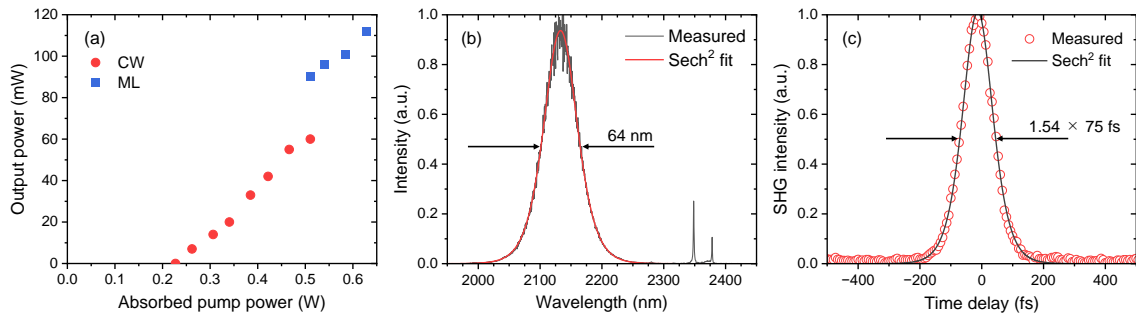 (a)
CW
ML
Output power (mW)
120
100
80
60
40
20
0
0.0 0.1 0.2 0.3 0.4 0.5 0.6
Absorbed pump power (W)
(b)
Measured
Sech² fit
64 nm
Intensity (a.u.)
1.0
0.8
0.6
0.4
0.2
0.0
2000 2100 2200 2300 2400
Wavelength (nm)
(c)
Measured
Sech² fit
1.54 × 75 fs
SHG intensity (a.u.)
1.0
0.8
0.6
0.4
0.2
0.0
−400 −200 0 200 400
Time delay (fs)